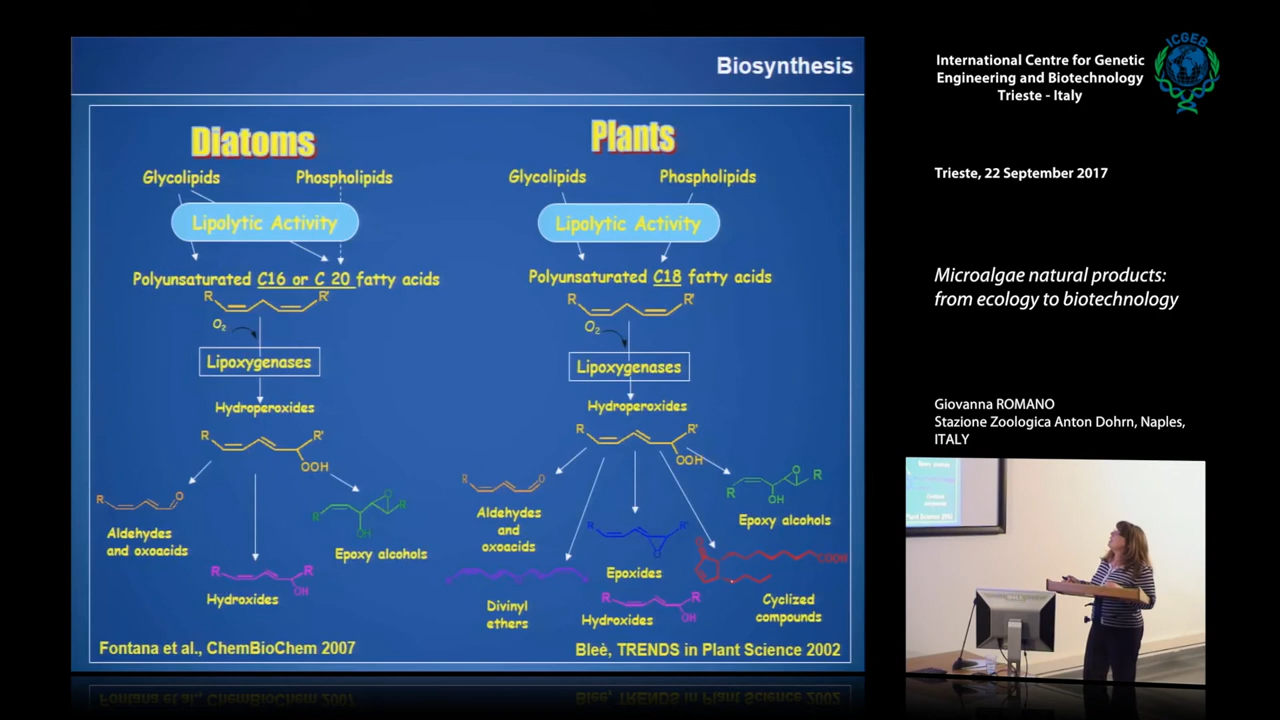 Biosynthesis
Diatoms
Glycolipids
Phospholipids
Lipolytic Activity
Polyunsaturated C16 or C 20 fatty acids
R
R'
O2
Lipoxygenases
Hydroperoxides
R
R'
OOH
R
O
Aldehydes
and oxoacids
R
R
OH
Hydroxides
R
O
R
OH
Epoxy alcohols
Fontana et al., ChemBioChem 2007
Plants
Glycolipids
Phospholipids
Lipolytic Activity
Polyunsaturated C18 fatty acids
R
R'
O2
Lipoxygenases
Hydroperoxides
R
R'
OOH
R
O
Aldehydes
and
oxoacids
Divinyl
ethers
R
R'
O
Epoxides
R
R
OH
Hydroxides
R
O
R
OH
Epoxy alcohols
O
COOH
Cyclized
compounds
Bleè, TRENDS in Plant Science 2002
International Centre for Genetic
Engineering and Biotechnology
Trieste - Italy
ICGEB
Trieste, 22 September 2017
Microalgae natural products:
from ecology to biotechnology
Giovanna ROMANO
Stazione Zoologica Anton Dohrn, Naples,
ITALY